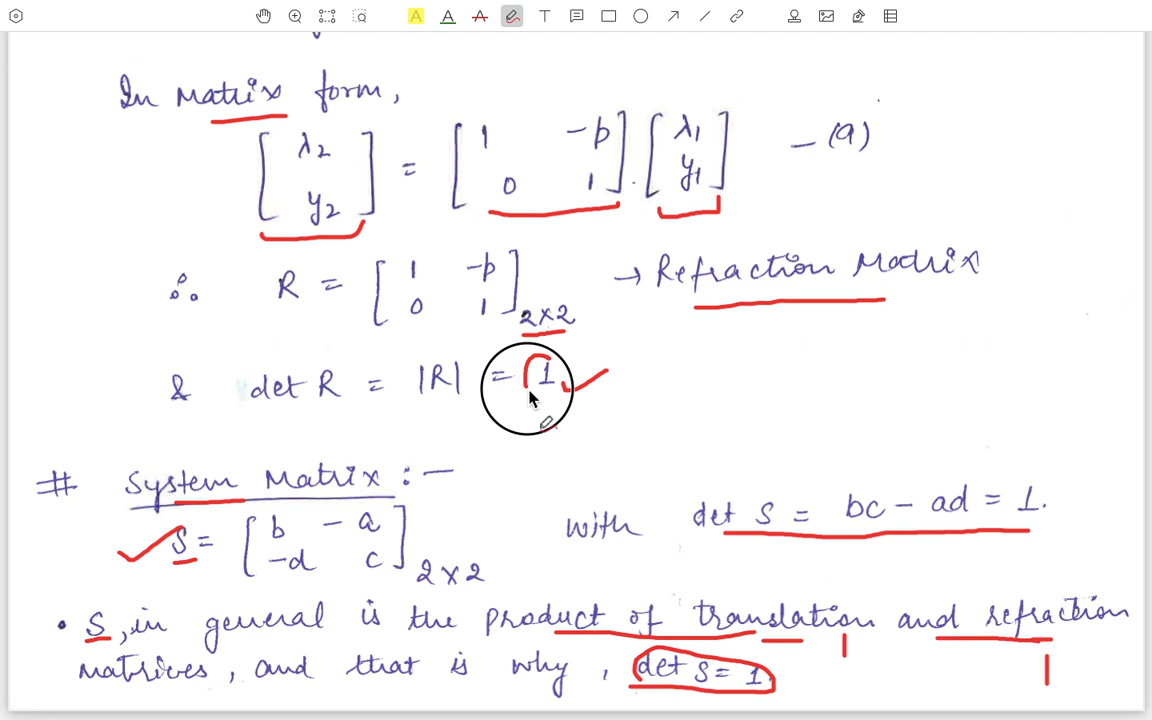 In Matrix form,
[ λ2 y2 ] = [ 1 -p 0 1 ] . [ λ1 y1 ] - (9)
∴ R = [ 1 -p 0 1 ] 2×2 → Refraction Matrix
& det R = |R| = 1
# System Matrix :-
S = [ b -a -d c ] 2×2 with det S = bc - ad = 1.
• S, in general is the product of translation and refraction
matrices, and that is why, det S = 1